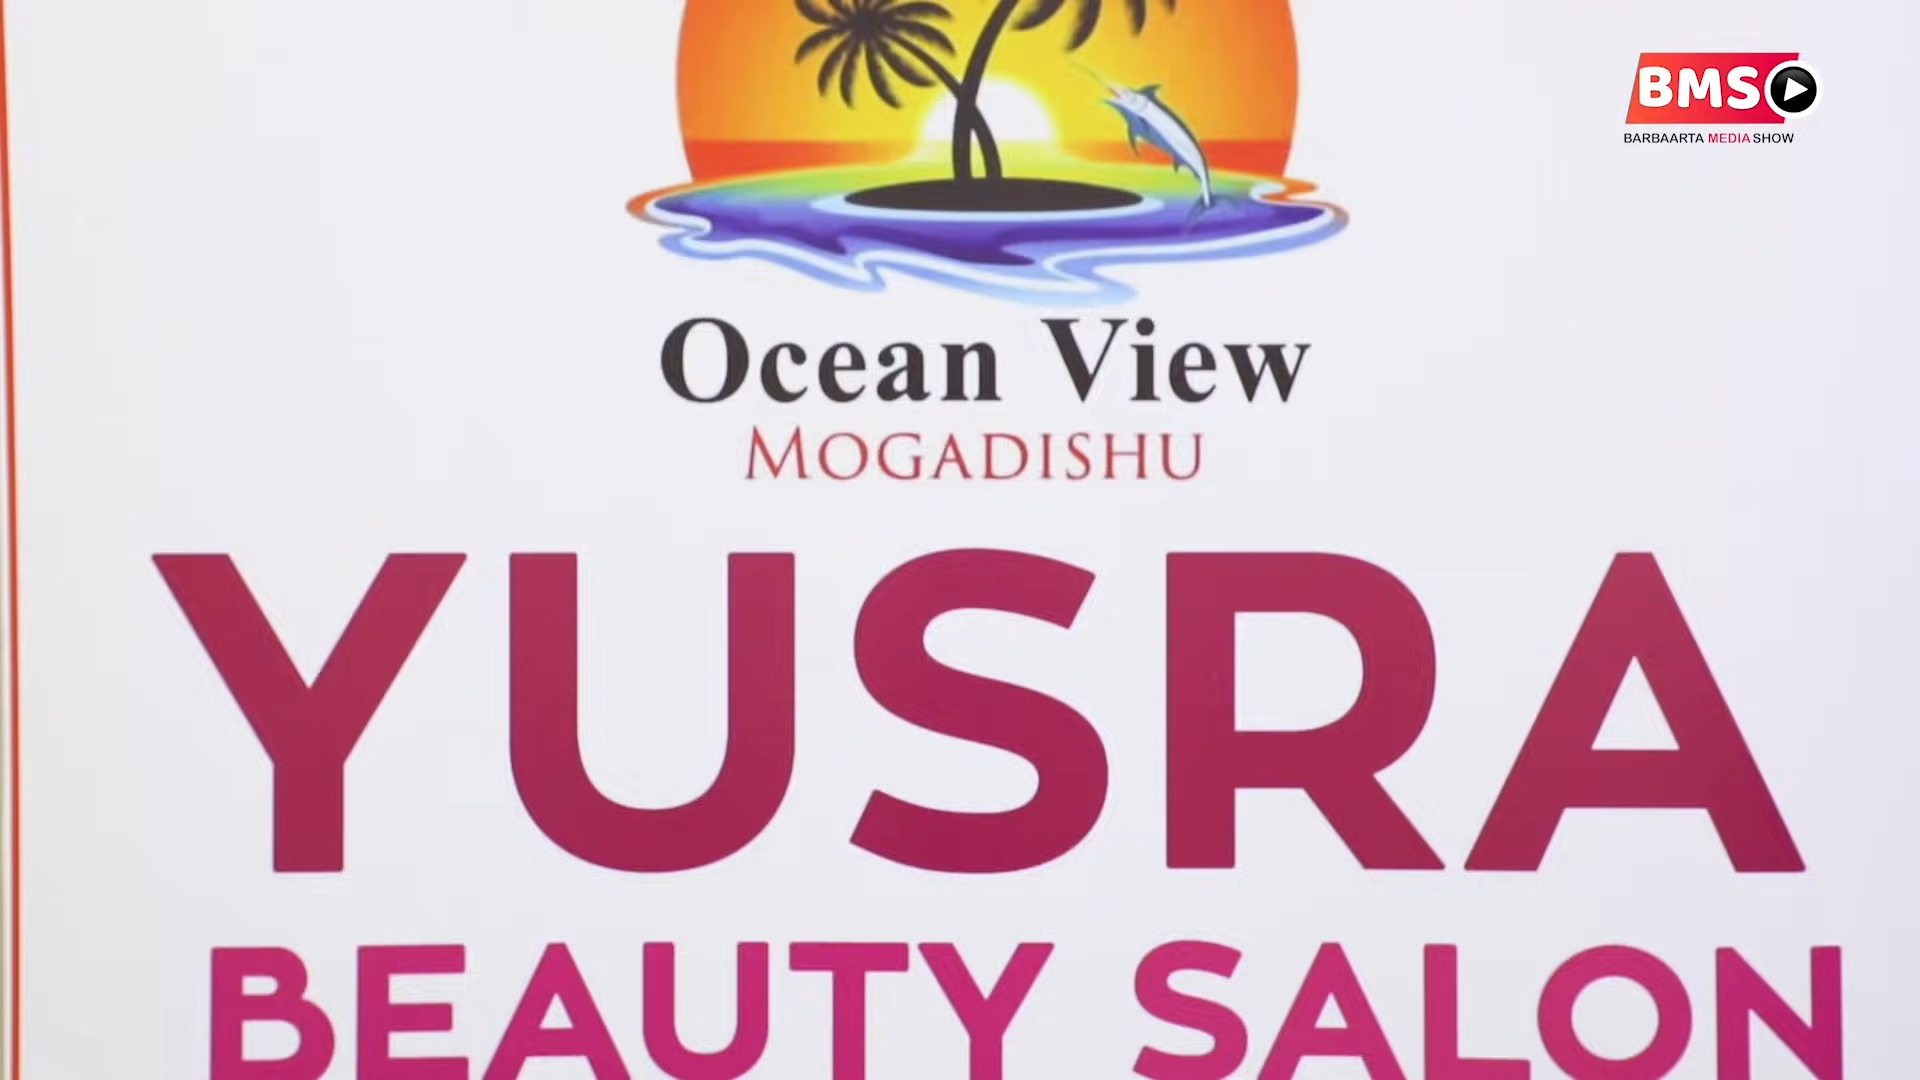 BMS
BARBAARTA MEDIA SHOW
Ocean View
MOGADISHU
YUSRA
BEAUTY SALON